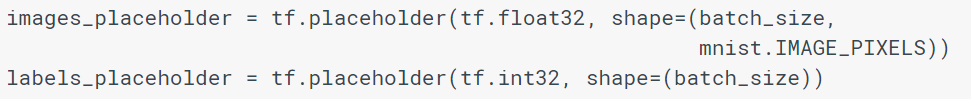 images_placeholder = tf.placeholder(tf.float32, shape=(batch_size,
                                                       mnist.IMAGE_PIXELS))
labels_placeholder = tf.placeholder(tf.int32, shape=(batch_size))